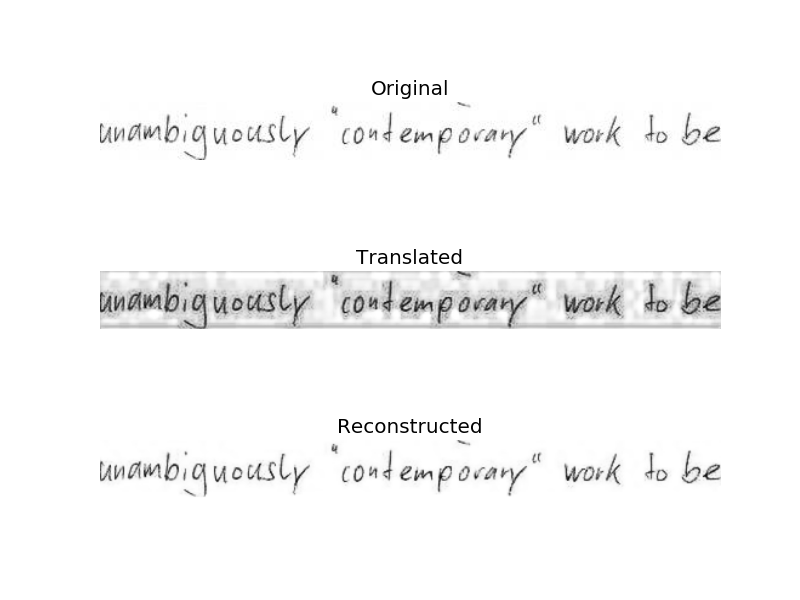 Original
unambiguously "contemporary" work to be
Translated
unambiguously "contemporary" work to be
Reconstructed
unambiguously "contemporary" work to be